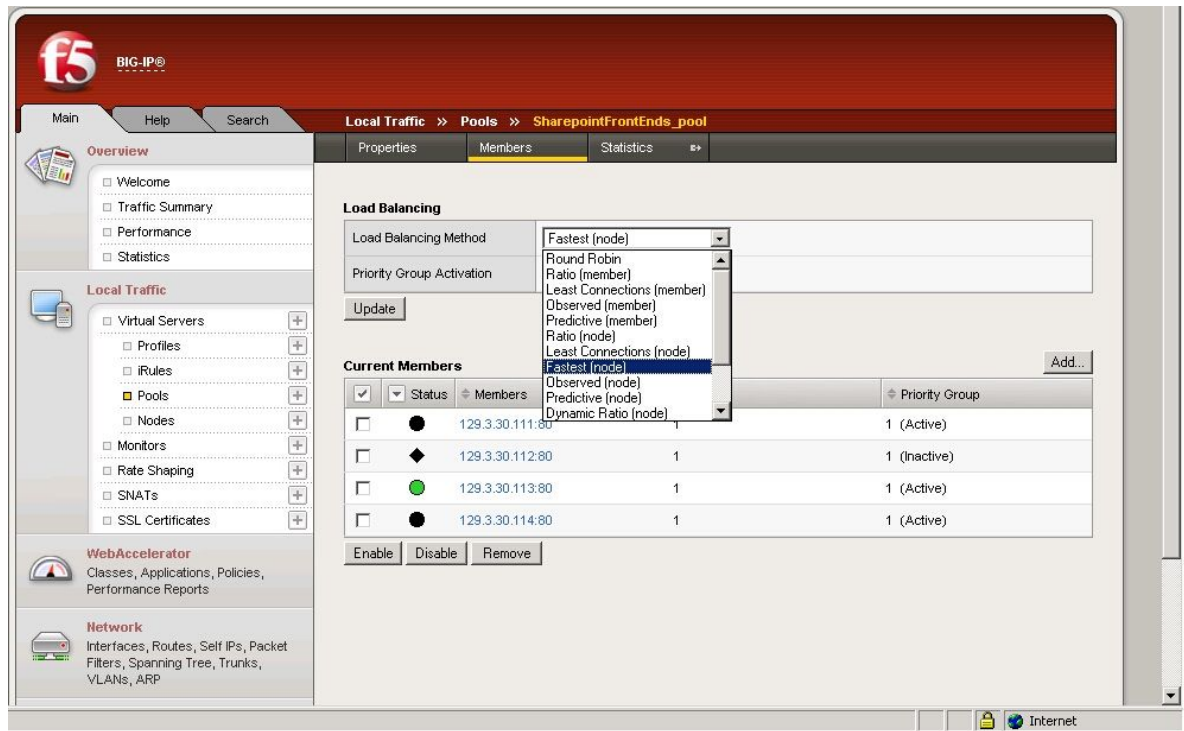 f5
BIG-IP®
Main Help Search
Local Traffic » Pools » SharepointFrontEnds_pool
Properties Members Statistics
Overview
Welcome
Traffic Summary
Performance
Statistics
Local Traffic
Virtual Servers
Profiles
iRules
Pools
Nodes
Monitors
Rate Shaping
SNATs
SSL Certificates
WebAccelerator
Classes, Applications, Policies,
Performance Reports
Network
Interfaces, Routes, Self IPs, Packet
Filters, Spanning Tree, Trunks,
VLANs, ARP
Load Balancing
Load Balancing Method Fastest (node)
Priority Group Activation
Round Robin
Ratio (member)
Least Connections (member)
Observed (member)
Predictive (member)
Ratio (node)
Least Connections (node)
Fastest (node)
Observed (node)
Predictive (node)
Dynamic Ratio (node)
Update
Current Members Add...
Status Members Priority Group
129.3.30.111:80 1 1 (Active)
129.3.30.112:80 1 1 (Inactive)
129.3.30.113:80 1 1 (Active)
129.3.30.114:80 1 1 (Active)
Enable Disable Remove
Internet